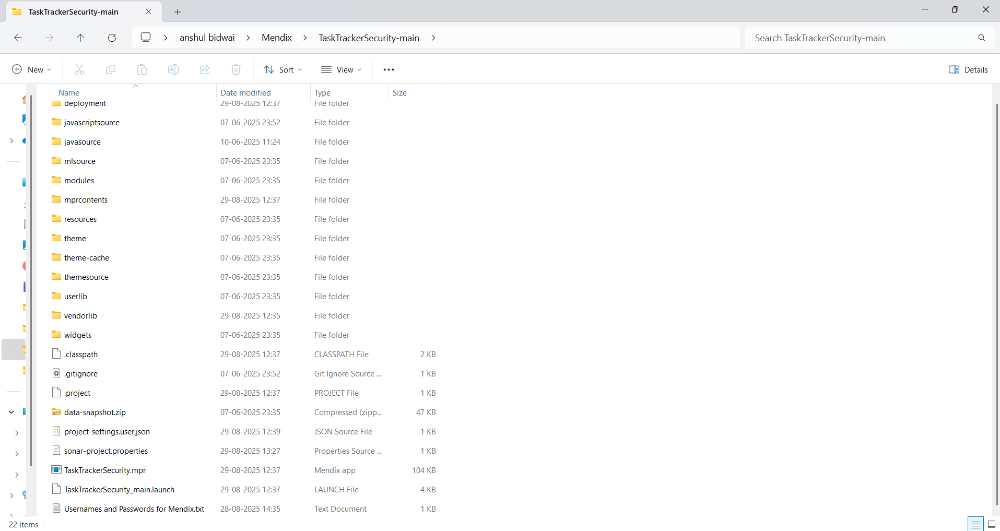 TaskTrackerSecurity-main
anshul bidwai Mendix TaskTrackerSecurity-main Search TaskTrackerSecurity-main
New Sort View Details
Name Date modified Type Size
deployment 29-08-2025 12:37 File folder
javascriptsource 07-06-2025 23:52 File folder
javasource 10-06-2025 11:24 File folder
mlsource 07-06-2025 23:35 File folder
modules 07-06-2025 23:35 File folder
mprcontents 29-08-2025 12:37 File folder
resources 07-06-2025 23:35 File folder
theme 07-06-2025 23:35 File folder
theme-cache 07-06-2025 23:35 File folder
themesource 07-06-2025 23:35 File folder
userlib 07-06-2025 23:35 File folder
vendorlib 29-08-2025 12:35 File folder
widgets 07-06-2025 23:35 File folder
.classpath 29-08-2025 12:37 CLASSPATH File 2 KB
.gitignore 07-06-2025 23:52 Git Ignore Source ... 1 KB
.project 29-08-2025 12:37 PROJECT File 1 KB
data-snapshot.zip 07-06-2025 23:35 Compressed (zipp... 47 KB
project-settings.user.json 29-08-2025 12:39 JSON Source File 1 KB
sonar-project.properties 29-08-2025 13:27 Properties Source ... 1 KB
TaskTrackerSecurity.mpr 29-08-2025 12:37 Mendix app 104 KB
TaskTrackerSecurity_main.launch 29-08-2025 12:37 LAUNCH File 4 KB
Usernames and Passwords for Mendix.txt 28-08-2025 14:35 Text Document 1 KB
22 items